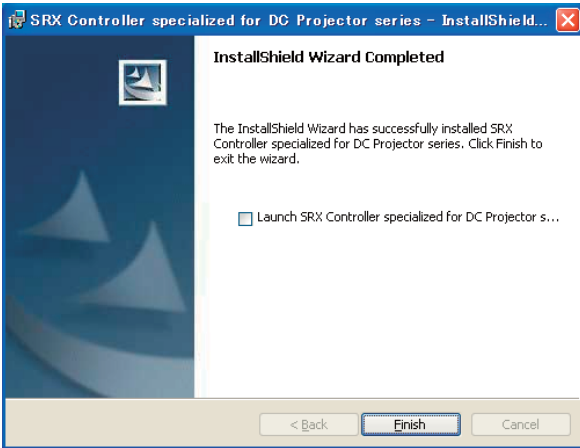 SRX Controller specialized for DC Projector series - InstallShield...
InstallShield Wizard Completed
The InstallShield Wizard has successfully installed SRX
Controller specialized for DC Projector series. Click Finish to
exit the wizard.
Launch SRX Controller specialized for DC Projector s...
< Back
Finish
Cancel